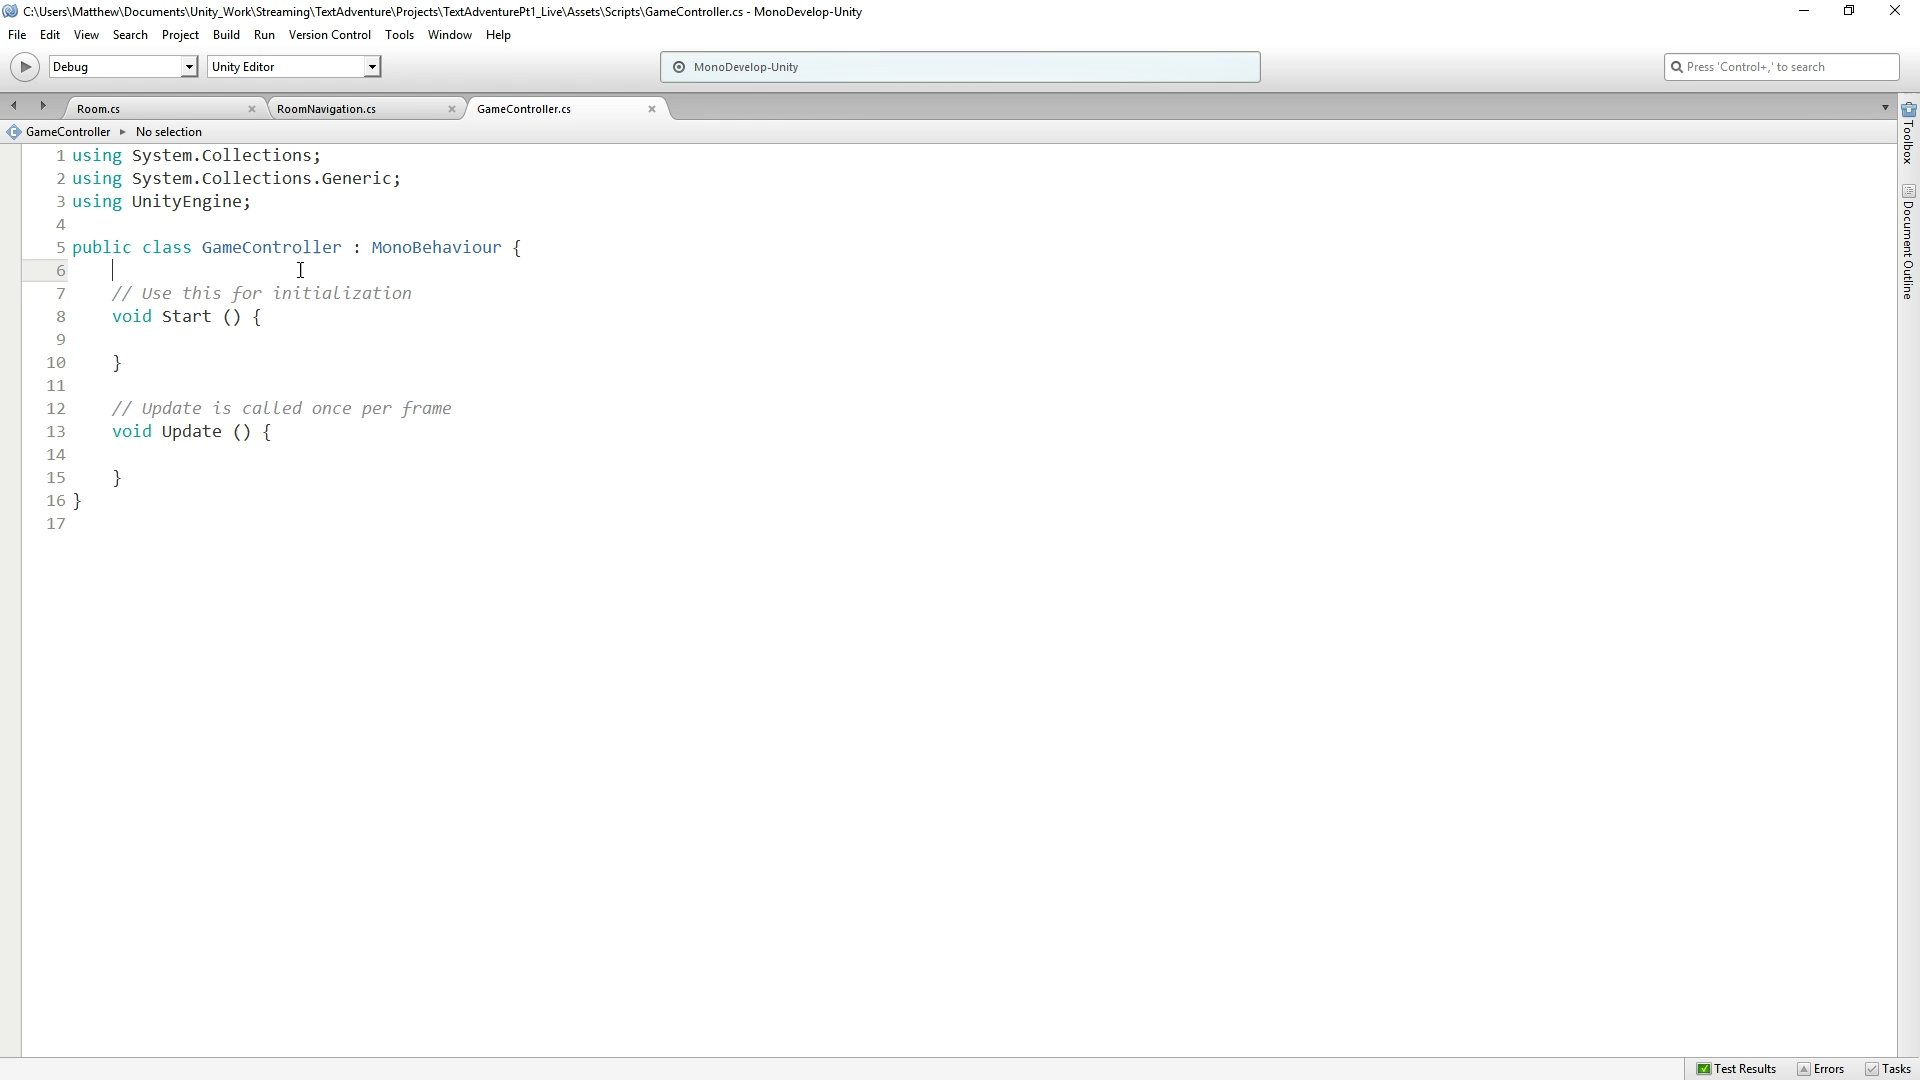 C:\Users\Matthew\Documents\Unity_Work\Streaming\TextAdventure\Projects\TextAdventurePt1_Live\Assets\Scripts\GameController.cs - MonoDevelop-Unity
File Edit View Search Project Build Run Version Control Tools Window Help
Debug Unity Editor MonoDevelop-Unity Press 'Control+,' to search
Room.cs RoomNavigation.cs GameController.cs
GameController No selection
Toolbox
Document Outline
1 using System.Collections;
2 using System.Collections.Generic;
3 using UnityEngine;
4
5 public class GameController : MonoBehaviour {
6
7 // Use this for initialization
8 void Start () {
9
10 }
11
12 // Update is called once per frame
13 void Update () {
14
15 }
16 }
17
Test Results Errors Tasks